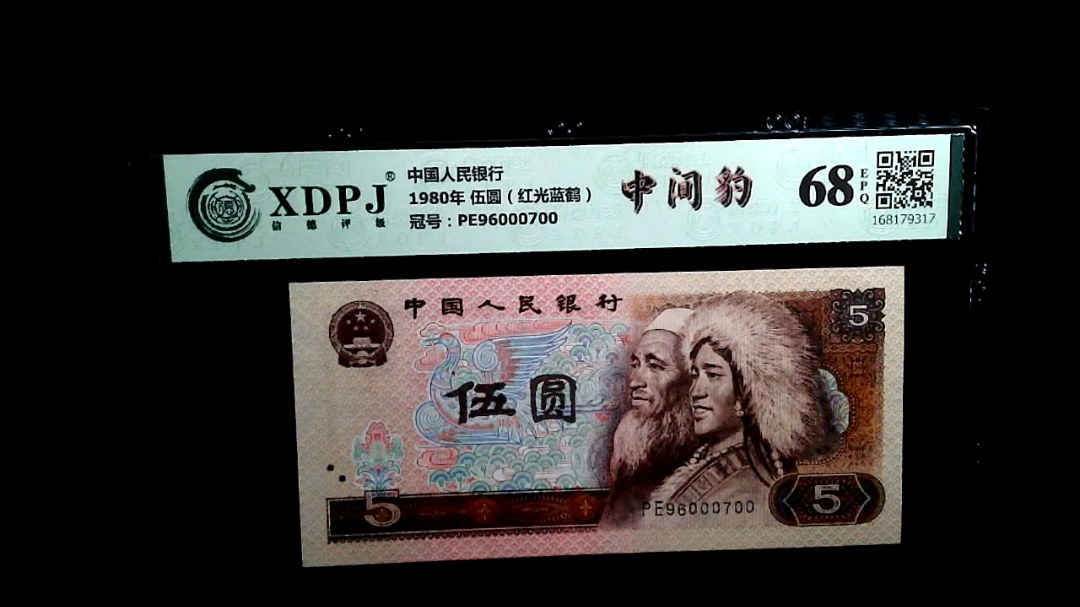 XDPJ®
信德评级
中国人民银行
1980年 伍圆（红光蓝鹤）
冠号：PE96000700
中间豹
68
EPQ
168179317
中国人民银行
5
伍圆
5
PE96000700
5